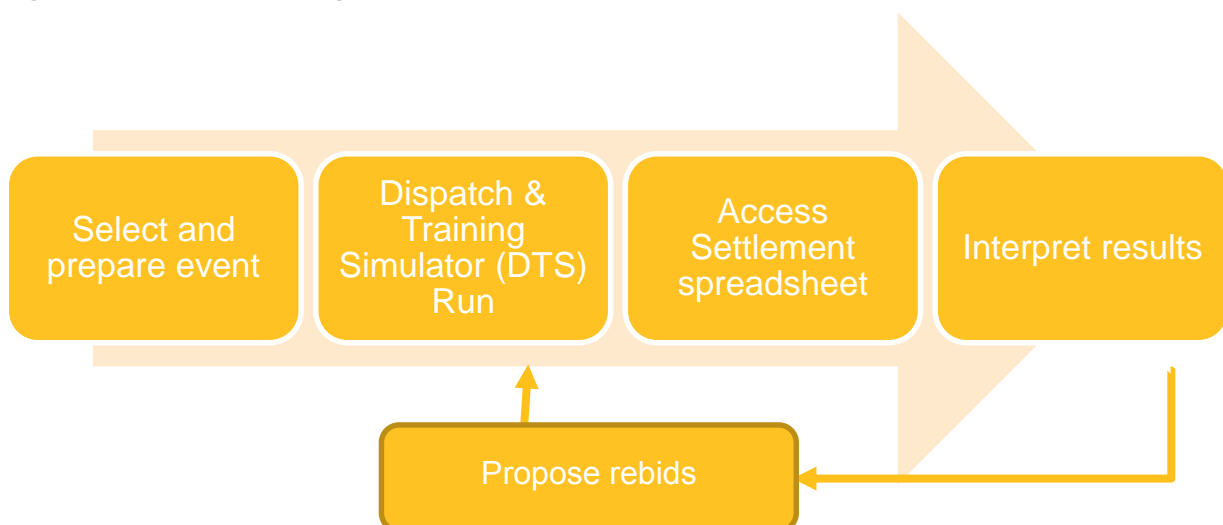 Select and
prepare event
Dispatch &
Training
Simulator (DTS)
Run
Access
Settlement
spreadsheet
Interpret results
Propose rebids